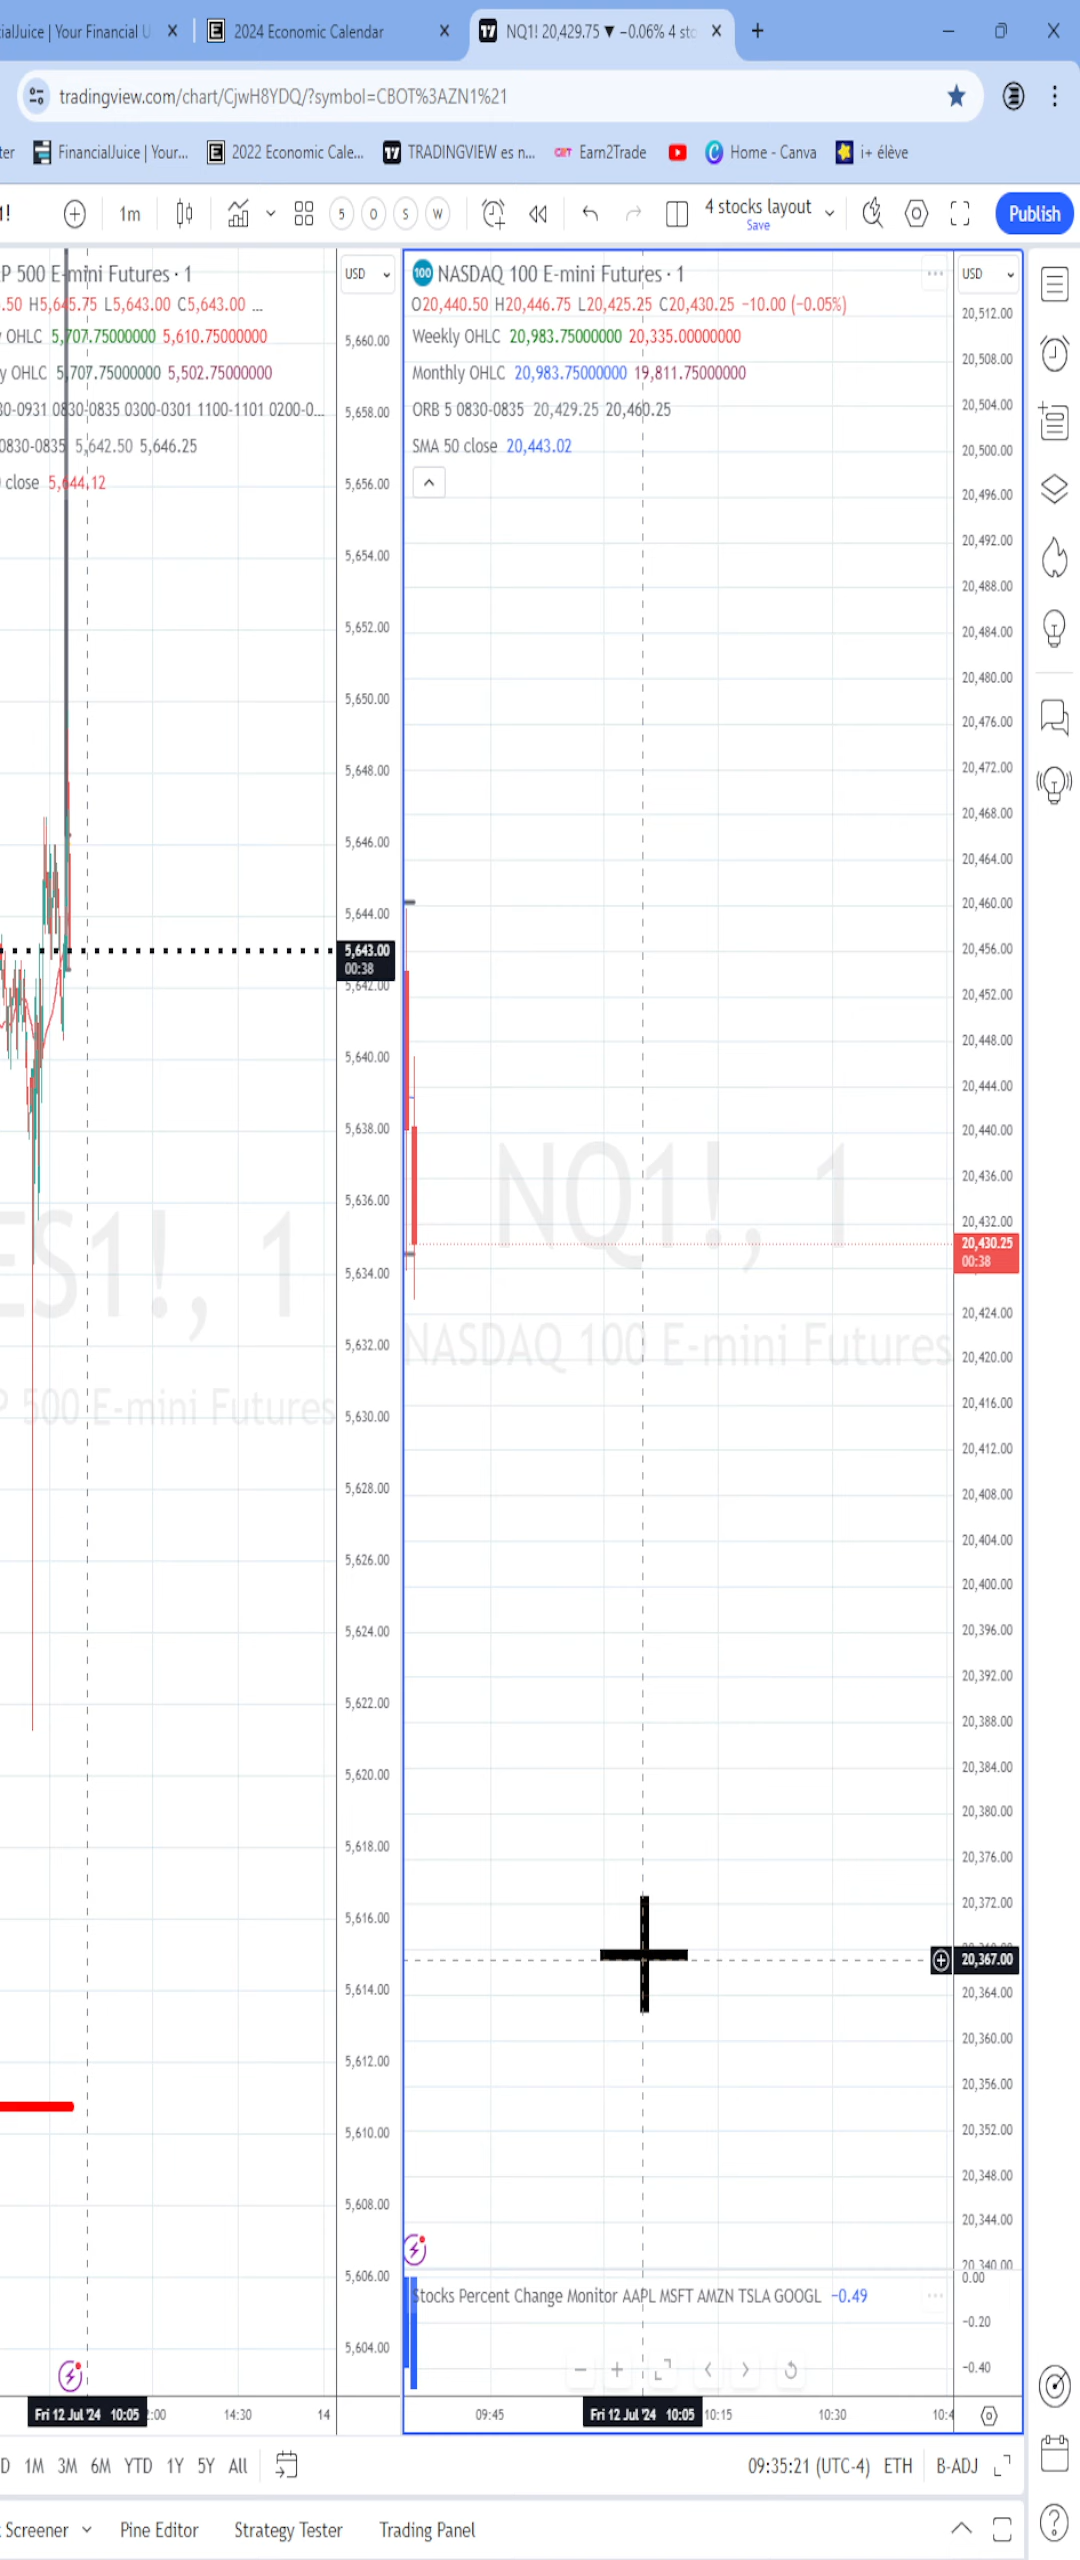 ialJuice | Your Financial U
2024 Economic Calendar
NQ1! 20,429.75 ▼ −0.06% 4 sto
tradingview.com/chart/CjwH8YDQ/?symbol=CBOT%3AZN1%21
ter
FinancialJuice | Your...
2022 Economic Cale...
TRADINGVIEW es n...
Earn2Trade
Home - Canva
i+ élève
1!
1m
5 O S W
4 stocks layout
Save
Publish
P 500 E-mini Futures · 1
USD
.50 H5,645.75 L5,643.00 C5,643.00 ...
y OHLC 5,707.75000000 5,610.75000000
y OHLC 5,707.75000000 5,502.75000000
30-0931 0830-0835 0300-0301 1100-1101 0200-0...
0830-0835 5,642.50 5,646.25
close 5,644.12
5,660.00
5,658.00
5,656.00
5,654.00
5,652.00
5,650.00
5,648.00
5,646.00
5,644.00
5,643.00
00:38
5,642.00
5,640.00
5,638.00
5,636.00
5,634.00
5,632.00
5,630.00
5,628.00
5,626.00
5,624.00
5,622.00
5,620.00
5,618.00
5,616.00
5,614.00
5,612.00
5,610.00
5,608.00
5,606.00
5,604.00
ES1!, 1
P 500 E-mini Futures
Fri 12 Jul '24 10:05
2:00
14:30
14
100 NASDAQ 100 E-mini Futures · 1
USD
O20,440.50 H20,446.75 L20,425.25 C20,430.25 −10.00 (−0.05%)
Weekly OHLC 20,983.75000000 20,335.00000000
Monthly OHLC 20,983.75000000 19,811.75000000
ORB 5 0830-0835 20,429.25 20,460.25
SMA 50 close 20,443.02
20,512.00
20,508.00
20,504.00
20,500.00
20,496.00
20,492.00
20,488.00
20,484.00
20,480.00
20,476.00
20,472.00
20,468.00
20,464.00
20,460.00
20,456.00
20,452.00
20,448.00
20,444.00
20,440.00
20,436.00
20,432.00
20,430.25
00:38
20,424.00
20,420.00
20,416.00
20,412.00
20,408.00
20,404.00
20,400.00
20,396.00
20,392.00
20,388.00
20,384.00
20,380.00
20,376.00
20,372.00
20,367.00
20,364.00
20,360.00
20,356.00
20,352.00
20,348.00
20,344.00
20,340.00
NQ1!, 1
NASDAQ 100 E-mini Futures
Stocks Percent Change Monitor AAPL MSFT AMZN TSLA GOOGL −0.49
0.00
−0.20
−0.40
09:45
Fri 12 Jul '24 10:05
10:15
10:30
10:4
D 1M 3M 6M YTD 1Y 5Y All
09:35:21 (UTC-4) ETH B-ADJ
Screener
Pine Editor
Strategy Tester
Trading Panel